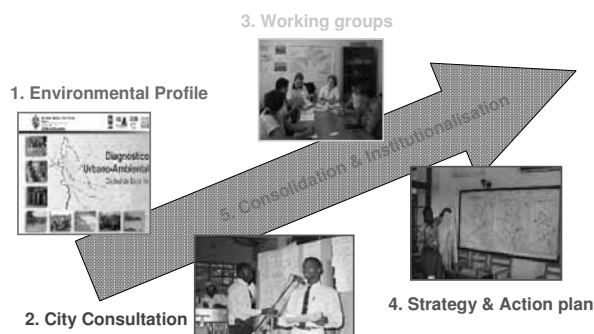 3. Working groups
1. Environmental Profile
Diagnóstico
Urbano-Ambiental
5. Consolidation & Institutionalisation
2. City Consultation
4. Strategy & Action plan